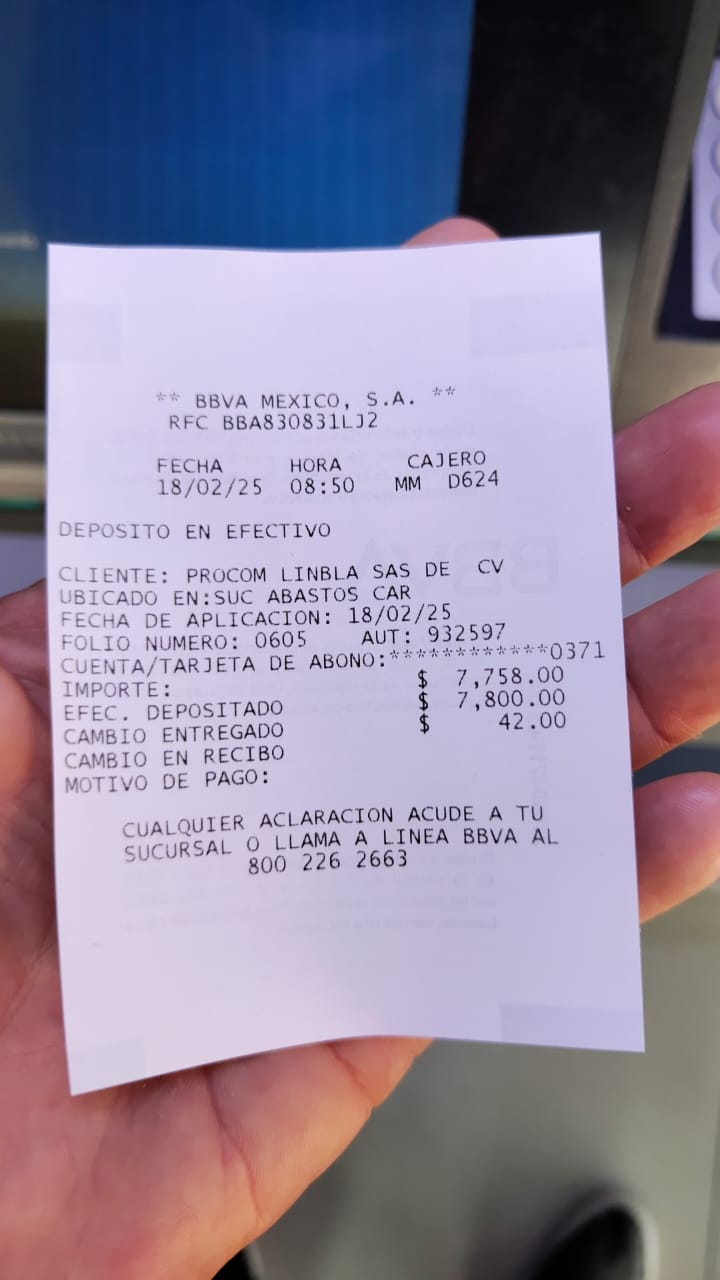 ** BBVA MEXICO, S.A. **
RFC BBA830831LJ2
FECHA HORA CAJERO
18/02/25 08:50 MM D624
DEPOSITO EN EFECTIVO
CLIENTE: PROCOM LINBLA SAS DE CV
UBICADO EN:SUC ABASTOS CAR
FECHA DE APLICACION: 18/02/25
FOLIO NUMERO: 0605 AUT: 932597
CUENTA/TARJETA DE ABONO:************0371
IMPORTE: $ 7,758.00
EFEC. DEPOSITADO $ 7,800.00
CAMBIO ENTREGADO $ 42.00
CAMBIO EN RECIBO
MOTIVO DE PAGO:
CUALQUIER ACLARACION ACUDE A TU
SUCURSAL O LLAMA A LINEA BBVA AL
800 226 2663